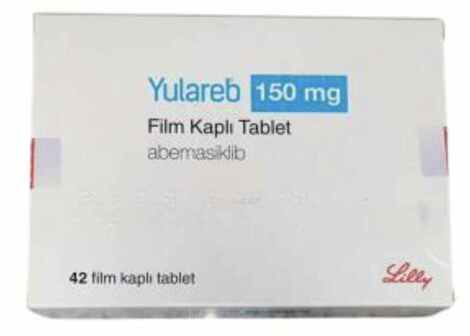 Yulareb 150 mg
Film Kaplı Tablet
abemasiklib
42 film kaplı tablet
Lilly